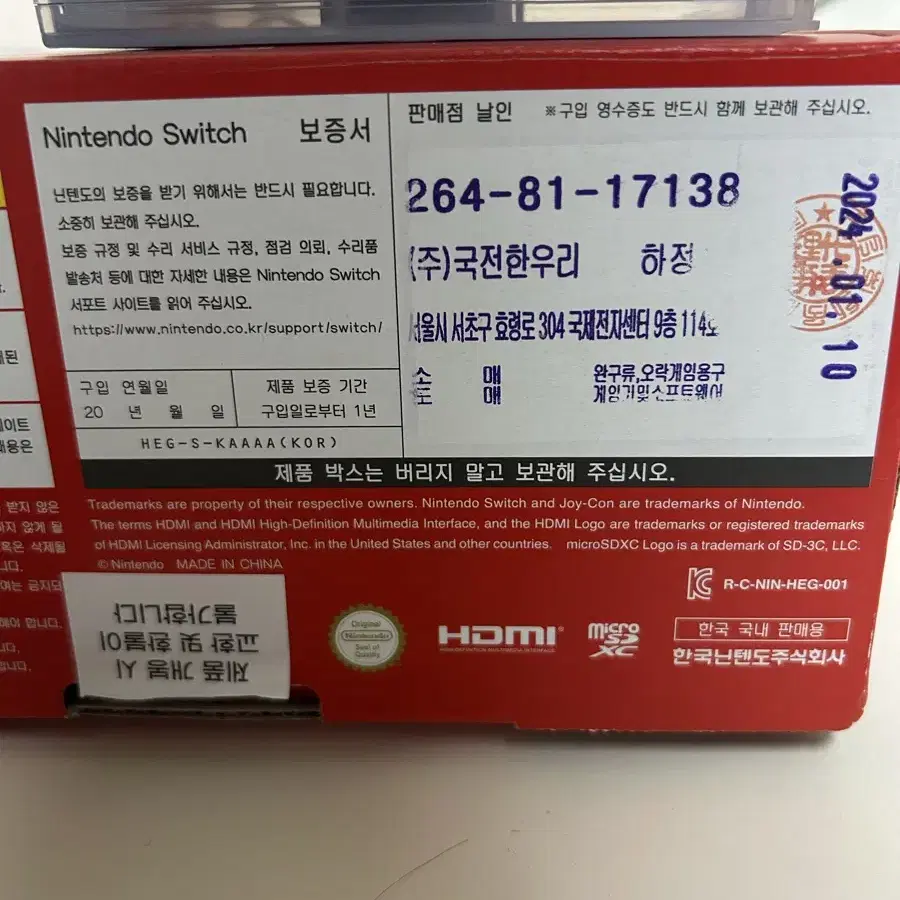 Nintendo Switch 보증서
닌텐도의 보증을 받기 위해서는 반드시 필요합니다.
소중히 보관해 주십시오.
보증 규정 및 수리 서비스 규정, 점검 의뢰, 수리품
발송처 등에 대한 자세한 내용은 Nintendo Switch
서포트 사이트를 읽어 주십시오.
https://www.nintendo.co.kr/support/switch/
구입 연월일
20 년 월 일
제품 보증 기간
구입일로부터 1년
HEG-S-KAAAA(KOR)
판매점 날인 ※구입 영수증도 반드시 함께 보관해 주십시오.
264-81-17138
(주)국전한우리 하정
서울시 서초구 효령로 304 국제전자센터 9층 114호
소 매 완구류,오락게임용구
도 매 게임기및소프트웨어
2024.01.10
제품 박스는 버리지 말고 보관해 주십시오.
Trademarks are property of their respective owners. Nintendo Switch and Joy-Con are trademarks of Nintendo.
The terms HDMI and HDMI High-Definition Multimedia Interface, and the HDMI Logo are trademarks or registered trademarks
of HDMI Licensing Administrator, Inc. in the United States and other countries. microSDXC Logo is a trademark of SD-3C, LLC.
© Nintendo MADE IN CHINA
R-C-NIN-HEG-001
제품 개봉 시
교환 및 환불이
불가합니다
Original
Nintendo
Seal of
Quality
HDMI®
HIGH-DEFINITION MULTIMEDIA INTERFACE
micro
SD
XC
한국 국내 판매용
한국닌텐도주식회사